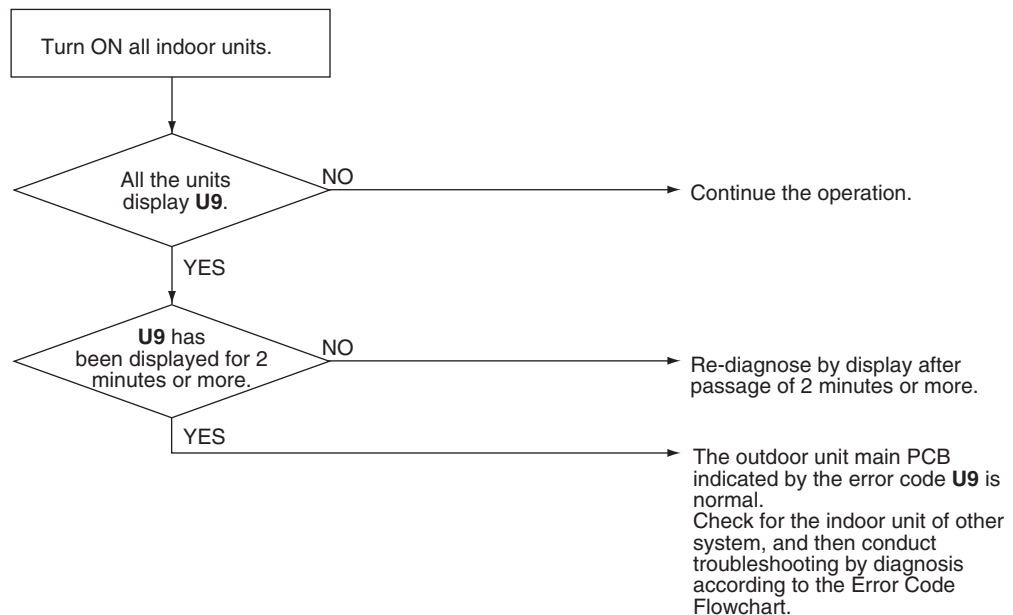 Turn ON all indoor units.
All the units
display U9.
NO
Continue the operation.
YES
U9 has
been displayed for 2
minutes or more.
NO
Re-diagnose by display after
passage of 2 minutes or more.
YES
The outdoor unit main PCB
indicated by the error code U9 is
normal.
Check for the indoor unit of other
system, and then conduct
troubleshooting by diagnosis
according to the Error Code
Flowchart.